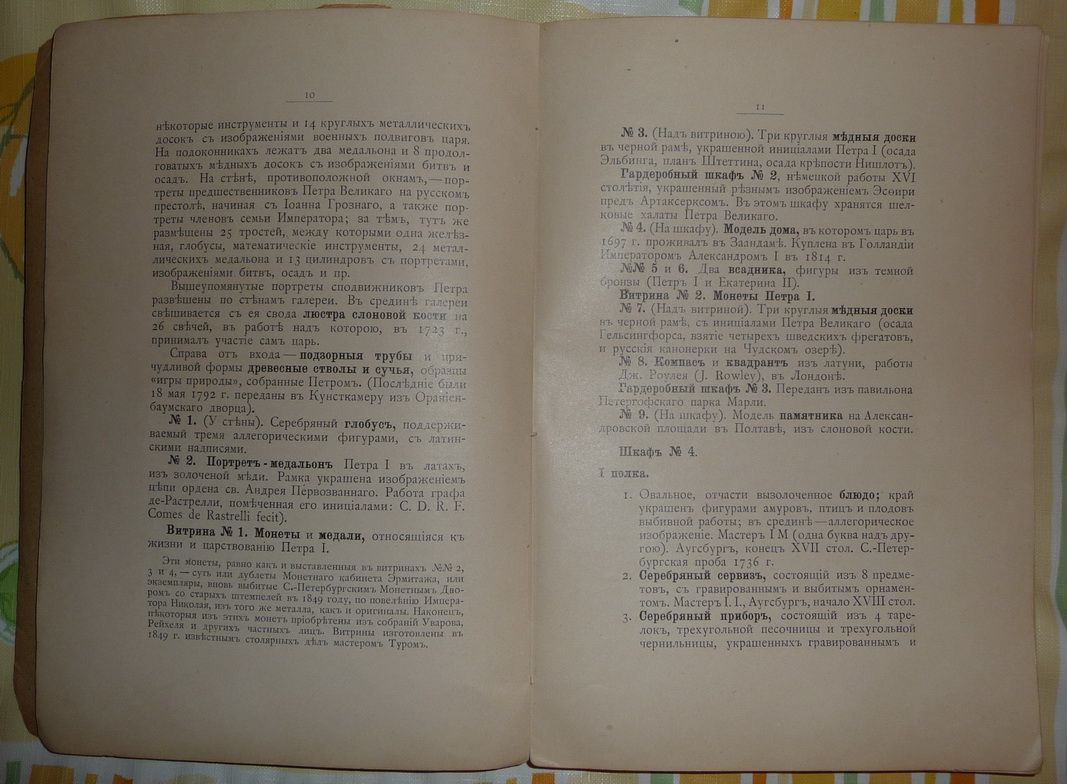 10
нѣкоторые инструменты и 14 круглыхъ металлическихъ
досокъ съ изображеніями военныхъ подвиговъ царя.
На подоконникахъ лежатъ два медальона и 8 продол-
говатыхъ мѣдныхъ досокъ съ изображеніями битвъ и
осадъ. На стѣнѣ, противоположной окнамъ,—пор-
треты предшественниковъ Петра Великаго на русскомъ
престолѣ, начиная съ Іоанна Грознаго, а также пор-
треты членовъ семьи Императора; за тѣмъ, тутъ же
размѣщены 25 тростей, между которыми одна желѣз-
ная, глобусы, математическіе инструменты, 24 метал-
лическихъ медальона и 13 цилиндровъ съ портретами,
изображеніями битвъ, осадъ и пр.
Вышеупомянутые портреты сподвижниковъ Петра
развѣшены по стѣнамъ галереи. Въ срединѣ галереи
свѣшивается съ ея свода люстра слоновой кости на
26 свѣчей, въ работѣ надъ которою, въ 1723 г.,
принималъ участіе самъ царь.
Справа отъ входа—подзорныя трубы и при-
чудливой формы древесные стволы и сучья, образцы
«игры природы», собранные Петромъ. (Послѣдніе были
18 мая 1792 г. переданы въ Кунсткамеру изъ Ораніен-
баумскаго дворца).
№ 1. (У стѣны). Серебряный глобусъ, поддержи-
ваемый тремя аллегорическими фигурами, съ латин-
скими надписями.
№ 2. Портретъ-медальонъ Петра I въ латахъ,
изъ золоченой мѣди. Рамка украшена изображеніемъ
цѣпи ордена св. Андрея Первозваннаго. Работа графа
де-Растрелли, помѣченная его инициалами: C. D. R. F.
Comes de Rastrelli fecit).
Витрина № 1. Монеты и медали, относящіяся къ
жизни и царствованію Петра I.
Эти монеты, равно какъ и выставленныя въ витринахъ №№ 2,
3 и 4,—суть или дублеты Монетнаго кабинета Эрмитажа, или
экземпляры, вновь выбитые С.-Петербургскимъ Монетнымъ Дво-
ромъ со старыхъ штемпелей въ 1849 году, по повелѣнію Импера-
тора Николая, изъ того же металла, какъ и оригиналы. Наконецъ,
нѣкоторыя изъ этихъ монетъ пріобрѣтены изъ собраній Уварова,
Рейхеля и другихъ частныхъ лицъ. Витрины изготовлены въ
1849 г. извѣстнымъ столярныхъ дѣлъ мастеромъ Туромъ.
11
№ 3. (Надъ витриною). Три круглыя мѣдныя доски
въ черной рамѣ, украшенной инициалами Петра I (осада
Эльбинга, планъ Штеттина, осада крѣпости Нишлотъ).
Гардеробный шкафъ № 2, нѣмецкой работы XVI
столѣтія, украшенный рѣзнымъ изображеніемъ Эсѳири
предъ Артаксерксомъ. Въ этомъ шкафу хранятся шел-
ковые халаты Петра Великаго.
№ 4. (На шкафу). Модель дома, въ которомъ царь въ
1697 г. проживалъ въ Заандамѣ. Куплена въ Голландіи
Императоромъ Александромъ I въ 1814 г.
№№ 5 и 6. Два всадника, фигуры изъ темной
бронзы (Петръ I и Екатерина II).
Витрина № 2. Монеты Петра I.
№ 7. (Надъ витриной). Три круглыя мѣдныя доски
въ черной рамѣ, съ инициалами Петра Великаго (осада
Гельсингфорса, взятіе четырехъ шведскихъ фрегатовъ,
и русскія канонерки на Чудскомъ озерѣ).
№ 8. Компасъ и квадрантъ изъ латуни, работы
Дж. Роулея (J. Rowley), въ Лондонѣ.
Гардеробный шкафъ № 3. Переданъ изъ павильона
Петергофскаго парка Марли.
№ 9. (На шкафу). Модель памятника на Алексан-
дровской площади въ Полтавѣ, изъ слоновой кости.
Шкафъ № 4.
I полка.
1. Овальное, отчасти вызолоченное блюдо; край
украшенъ фигурами амуровъ, птицъ и плодовъ
выбивной работы; въ срединѣ—аллегорическое
изображеніе. Мастеръ I M (одна буква надъ дру-
гою). Аугсбургъ, конецъ XVII стол. С.-Петер-
бургская проба 1736 г.
2. Серебряный сервизъ, состоящій изъ 8 предме-
товъ, съ гравированнымъ и выбитымъ орнамен-
томъ. Мастеръ I. I., Аугсбургъ, начало XVIII стол.
3. Серебряный приборъ, состоящій изъ 4 таре-
локъ, трехугольной песочницы и трехугольной
чернильницы, украшенныхъ гравированнымъ и